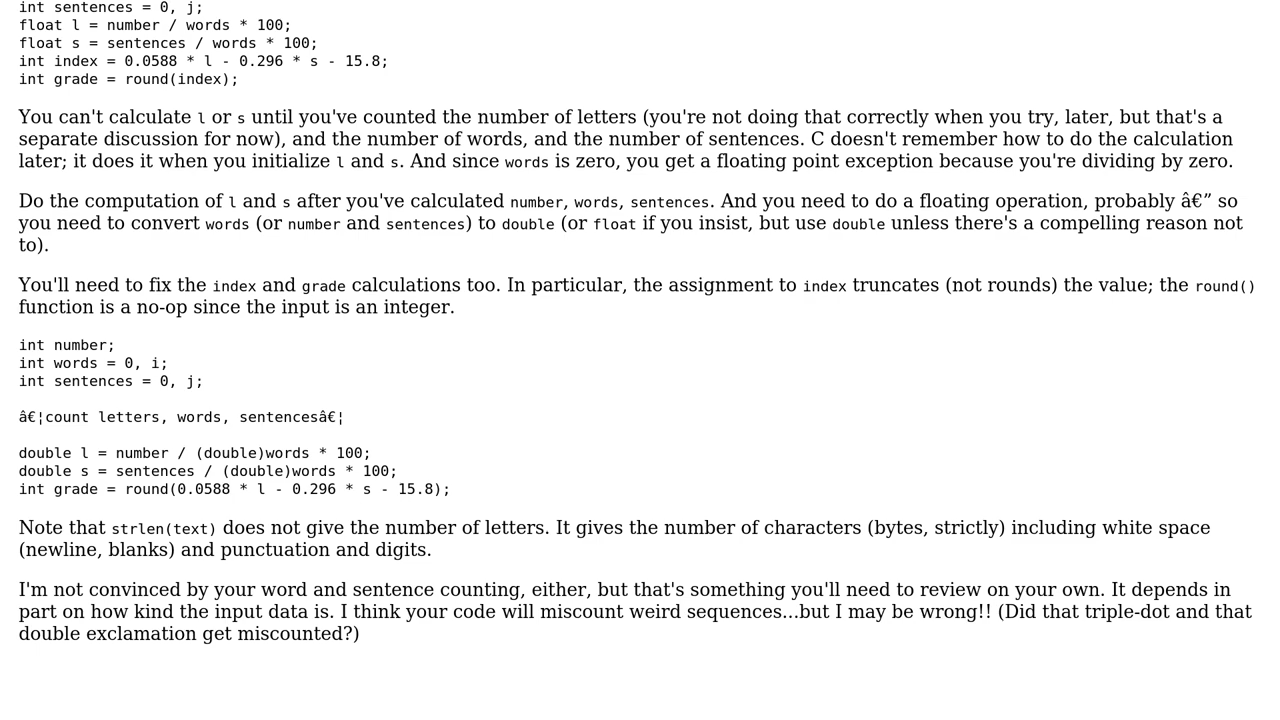 int sentences = 0, j;
float l = number / words * 100;
float s = sentences / words * 100;
int index = 0.0588 * l - 0.296 * s - 15.8;
int grade = round(index);
You can't calculate l or s until you've counted the number of letters (you're not doing that correctly when you try, later, but that's a
separate discussion for now), and the number of words, and the number of sentences. C doesn't remember how to do the calculation
later; it does it when you initialize l and s. And since words is zero, you get a floating point exception because you're dividing by zero.
Do the computation of l and s after you've calculated number, words, sentences. And you need to do a floating operation, probably â€” so
you need to convert words (or number and sentences) to double (or float if you insist, but use double unless there's a compelling reason not
to).
You'll need to fix the index and grade calculations too. In particular, the assignment to index truncates (not rounds) the value; the round()
function is a no-op since the input is an integer.
int number;
int words = 0, i;
int sentences = 0, j;
â€¦count letters, words, sentencesâ€¦
double l = number / (double)words * 100;
double s = sentences / (double)words * 100;
int grade = round(0.0588 * l - 0.296 * s - 15.8);
Note that strlen(text) does not give the number of letters. It gives the number of characters (bytes, strictly) including white space
(newline, blanks) and punctuation and digits.
I'm not convinced by your word and sentence counting, either, but that's something you'll need to review on your own. It depends in
part on how kind the input data is. I think your code will miscount weird sequences...but I may be wrong!! (Did that triple-dot and that
double exclamation get miscounted?)